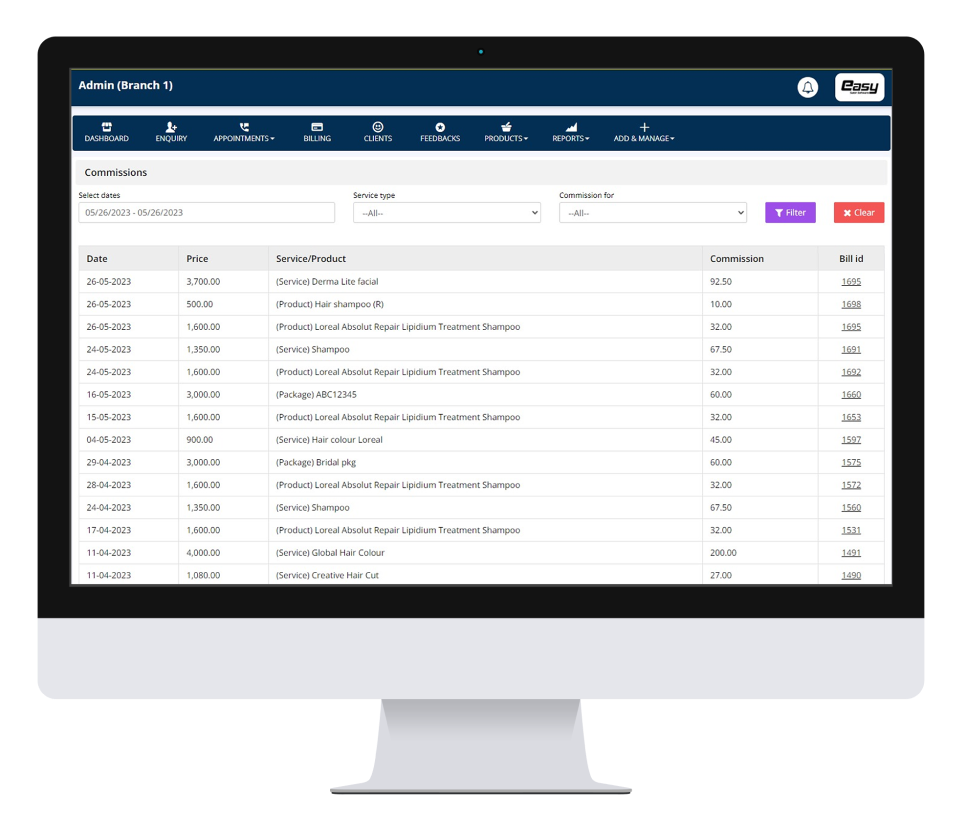 Admin (Branch 1)
Easy
DASHBOARD ENQUIRY APPOINTMENTS BILLING CLIENTS FEEDBACKS PRODUCTS REPORTS ADD & MANAGE
Commissions
Select dates Service type Commission for
05/26/2023 - 05/26/2023 --All-- --All-- Filter Clear
Date Price Service/Product Commission Bill id
26-05-2023 3,700.00 (Service) Derma Lite facial 92.50 1695
26-05-2023 500.00 (Product) Hair shampoo (R) 10.00 1698
26-05-2023 1,600.00 (Product) Loreal Absolut Repair Lipidium Treatment Shampoo 32.00 1695
24-05-2023 1,350.00 (Service) Shampoo 67.50 1691
24-05-2023 1,600.00 (Product) Loreal Absolut Repair Lipidium Treatment Shampoo 32.00 1692
16-05-2023 3,000.00 (Package) ABC12345 60.00 1660
15-05-2023 1,600.00 (Product) Loreal Absolut Repair Lipidium Treatment Shampoo 32.00 1653
04-05-2023 900.00 (Service) Hair colour Loreal 45.00 1597
29-04-2023 3,000.00 (Package) Bridal pkg 60.00 1575
28-04-2023 1,600.00 (Product) Loreal Absolut Repair Lipidium Treatment Shampoo 32.00 1572
24-04-2023 1,350.00 (Service) Shampoo 67.50 1560
17-04-2023 1,600.00 (Product) Loreal Absolut Repair Lipidium Treatment Shampoo 32.00 1531
11-04-2023 4,000.00 (Service) Global Hair Colour 200.00 1491
11-04-2023 1,080.00 (Service) Creative Hair Cut 27.00 1490